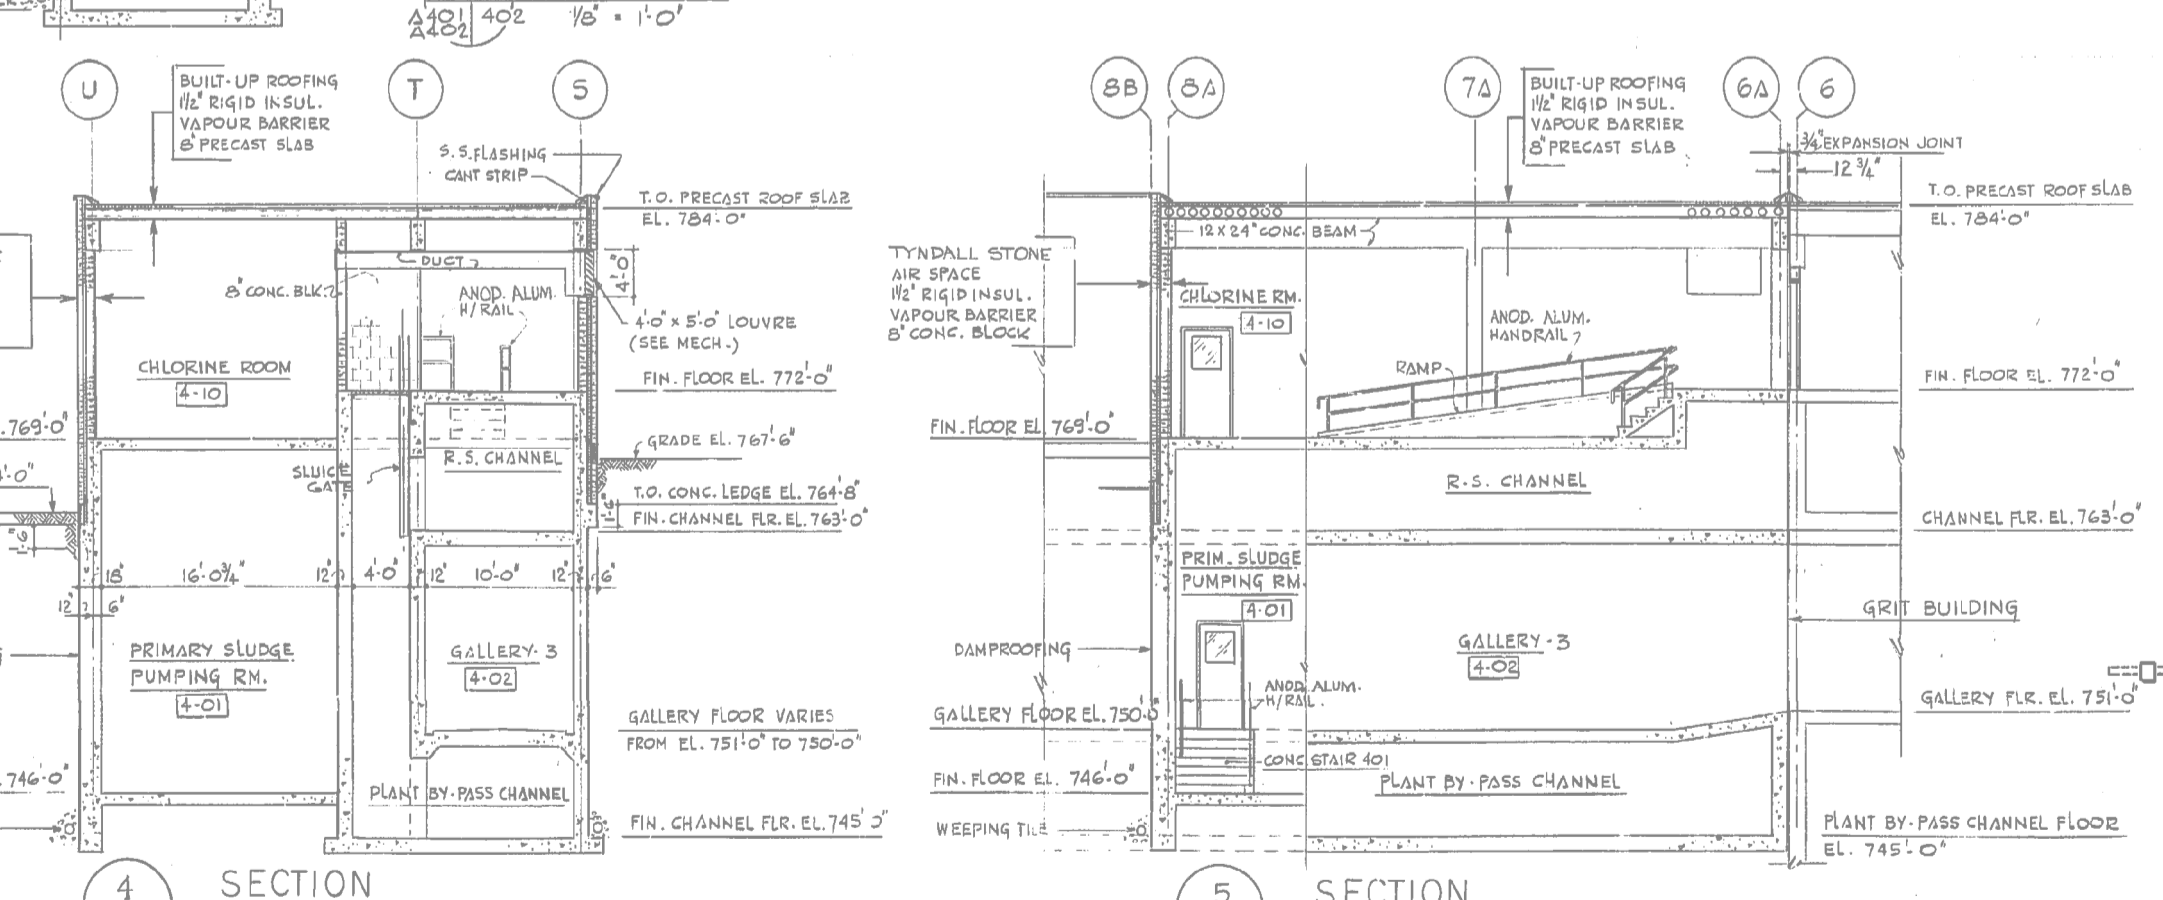 A401
A402
402
1/8" = 1'-0"
U
T
S
BUILT-UP ROOFING
1 1/2" RIGID INSUL.
VAPOUR BARRIER
8" PRECAST SLAB
S.S. FLASHING
CANT STRIP
T.O. PRECAST ROOF SLAB
EL. 784'-0"
DUCT
4'-0"
8" CONC. BLK.
ANOD. ALUM.
H/RAIL
4'-0" x 5'-0" LOUVRE
(SEE MECH.)
CHLORINE ROOM
4-10
FIN. FLOOR EL. 772'-0"
. 769'-0"
GRADE EL. 767'-6"
R.S. CHANNEL
SLUICE
GATE
T.O. CONC. LEDGE EL. 764'-8"
1'-6"
FIN. CHANNEL FLR. EL. 763'-0"
1'-6"
18"
16'-0 3/4"
12"
4'-0"
12"
10'-0"
12"
6"
12"
6"
PRIMARY SLUDGE
PUMPING RM.
4-01
GALLERY-3
4-02
GALLERY FLOOR VARIES
FROM EL. 751'-0" TO 750'-0"
. 746'-0"
PLANT BY-PASS CHANNEL
FIN. CHANNEL FLR. EL. 745'-0"
4
SECTION
8B
8A
7A
6A
6
BUILT-UP ROOFING
1 1/2" RIGID INSUL.
VAPOUR BARRIER
8" PRECAST SLAB
3/4" EXPANSION JOINT
12 3/4"
T.O. PRECAST ROOF SLAB
EL. 784'-0"
12 X 24" CONC. BEAM
TYNDALL STONE
AIR SPACE
1 1/2" RIGID INSUL.
VAPOUR BARRIER
8" CONC. BLOCK
CHLORINE RM.
4-10
ANOD. ALUM.
HANDRAIL
RAMP
FIN. FLOOR EL. 772'-0"
FIN. FLOOR EL. 769'-0"
R.S. CHANNEL
CHANNEL FLR. EL. 763'-0"
PRIM. SLUDGE
PUMPING RM.
4-01
GRIT BUILDING
DAMPROOFING
GALLERY-3
4-02
ANOD. ALUM.
H/RAIL.
GALLERY FLOOR EL. 750'-0"
GALLERY FLR. EL. 751'-0"
CONC. STAIR 401
FIN. FLOOR EL. 746'-0"
PLANT BY-PASS CHANNEL
WEEPING TILE
PLANT BY-PASS CHANNEL FLOOR
EL. 745'-0"
5
SECTION